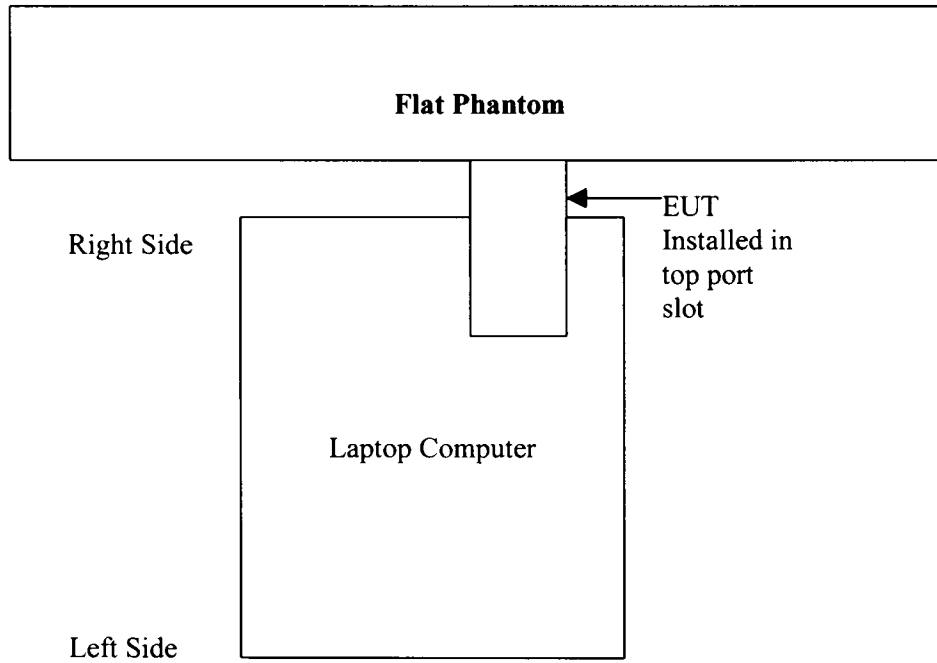 Flat Phantom
EUT
Installed in
top port
slot
Right Side
Laptop Computer
Left Side